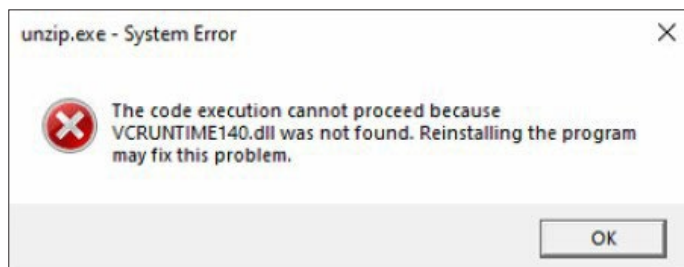 unzip.exe - System Error
The code execution cannot proceed because
VCRUNTIME140.dll was not found. Reinstalling the program
may fix this problem.
OK